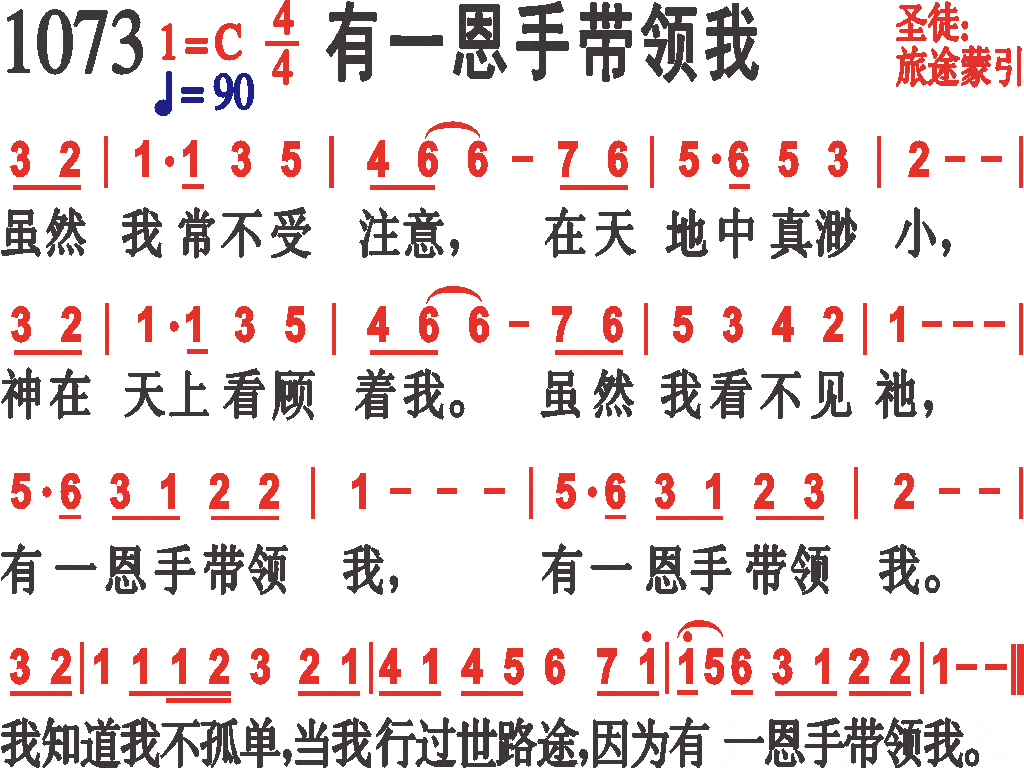 1073 1=C 4/4 有一恩手带领我 圣徒:
♩=90 旅途蒙引
3 2 | 1·1 3 5 | 4 6 6 - 7 6 | 5·6 5 3 | 2 - - |
虽然 我常不受 注意, 在天 地中真渺 小,
3 2 | 1·1 3 5 | 4 6 6 - 7 6 | 5 3 4 2 | 1 - - - |
神在 天上看顾 着我。 虽然 我看不见 祂,
5·6 3 1 2 2 | 1 - - - | 5·6 3 1 2 3 | 2 - - |
有一恩手带领 我, 有一恩手带领 我。
3 2 | 1 1 1 2 3 2 1 | 4 1 4 5 6 7 1̇ | 1̇ 5 6 3 1 2 2 | 1 - - ‖
我知道我不孤单,当我行过世路途,因为有 一恩手带领我。